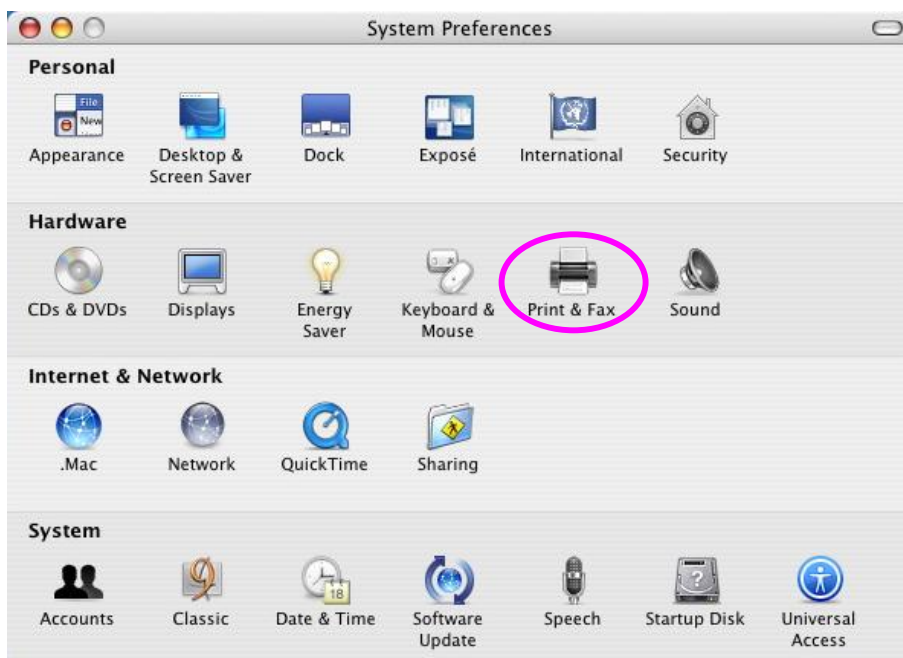 System Preferences
Personal
File
New
Appearance
Desktop &
Screen Saver
Dock
Exposé
International
Security
Hardware
CDs & DVDs
Displays
Energy
Saver
Keyboard &
Mouse
Print & Fax
Sound
Internet & Network
.Mac
Network
QuickTime
Sharing
System
18
?
Accounts
Classic
Date & Time
Software
Update
Speech
Startup Disk
Universal
Access